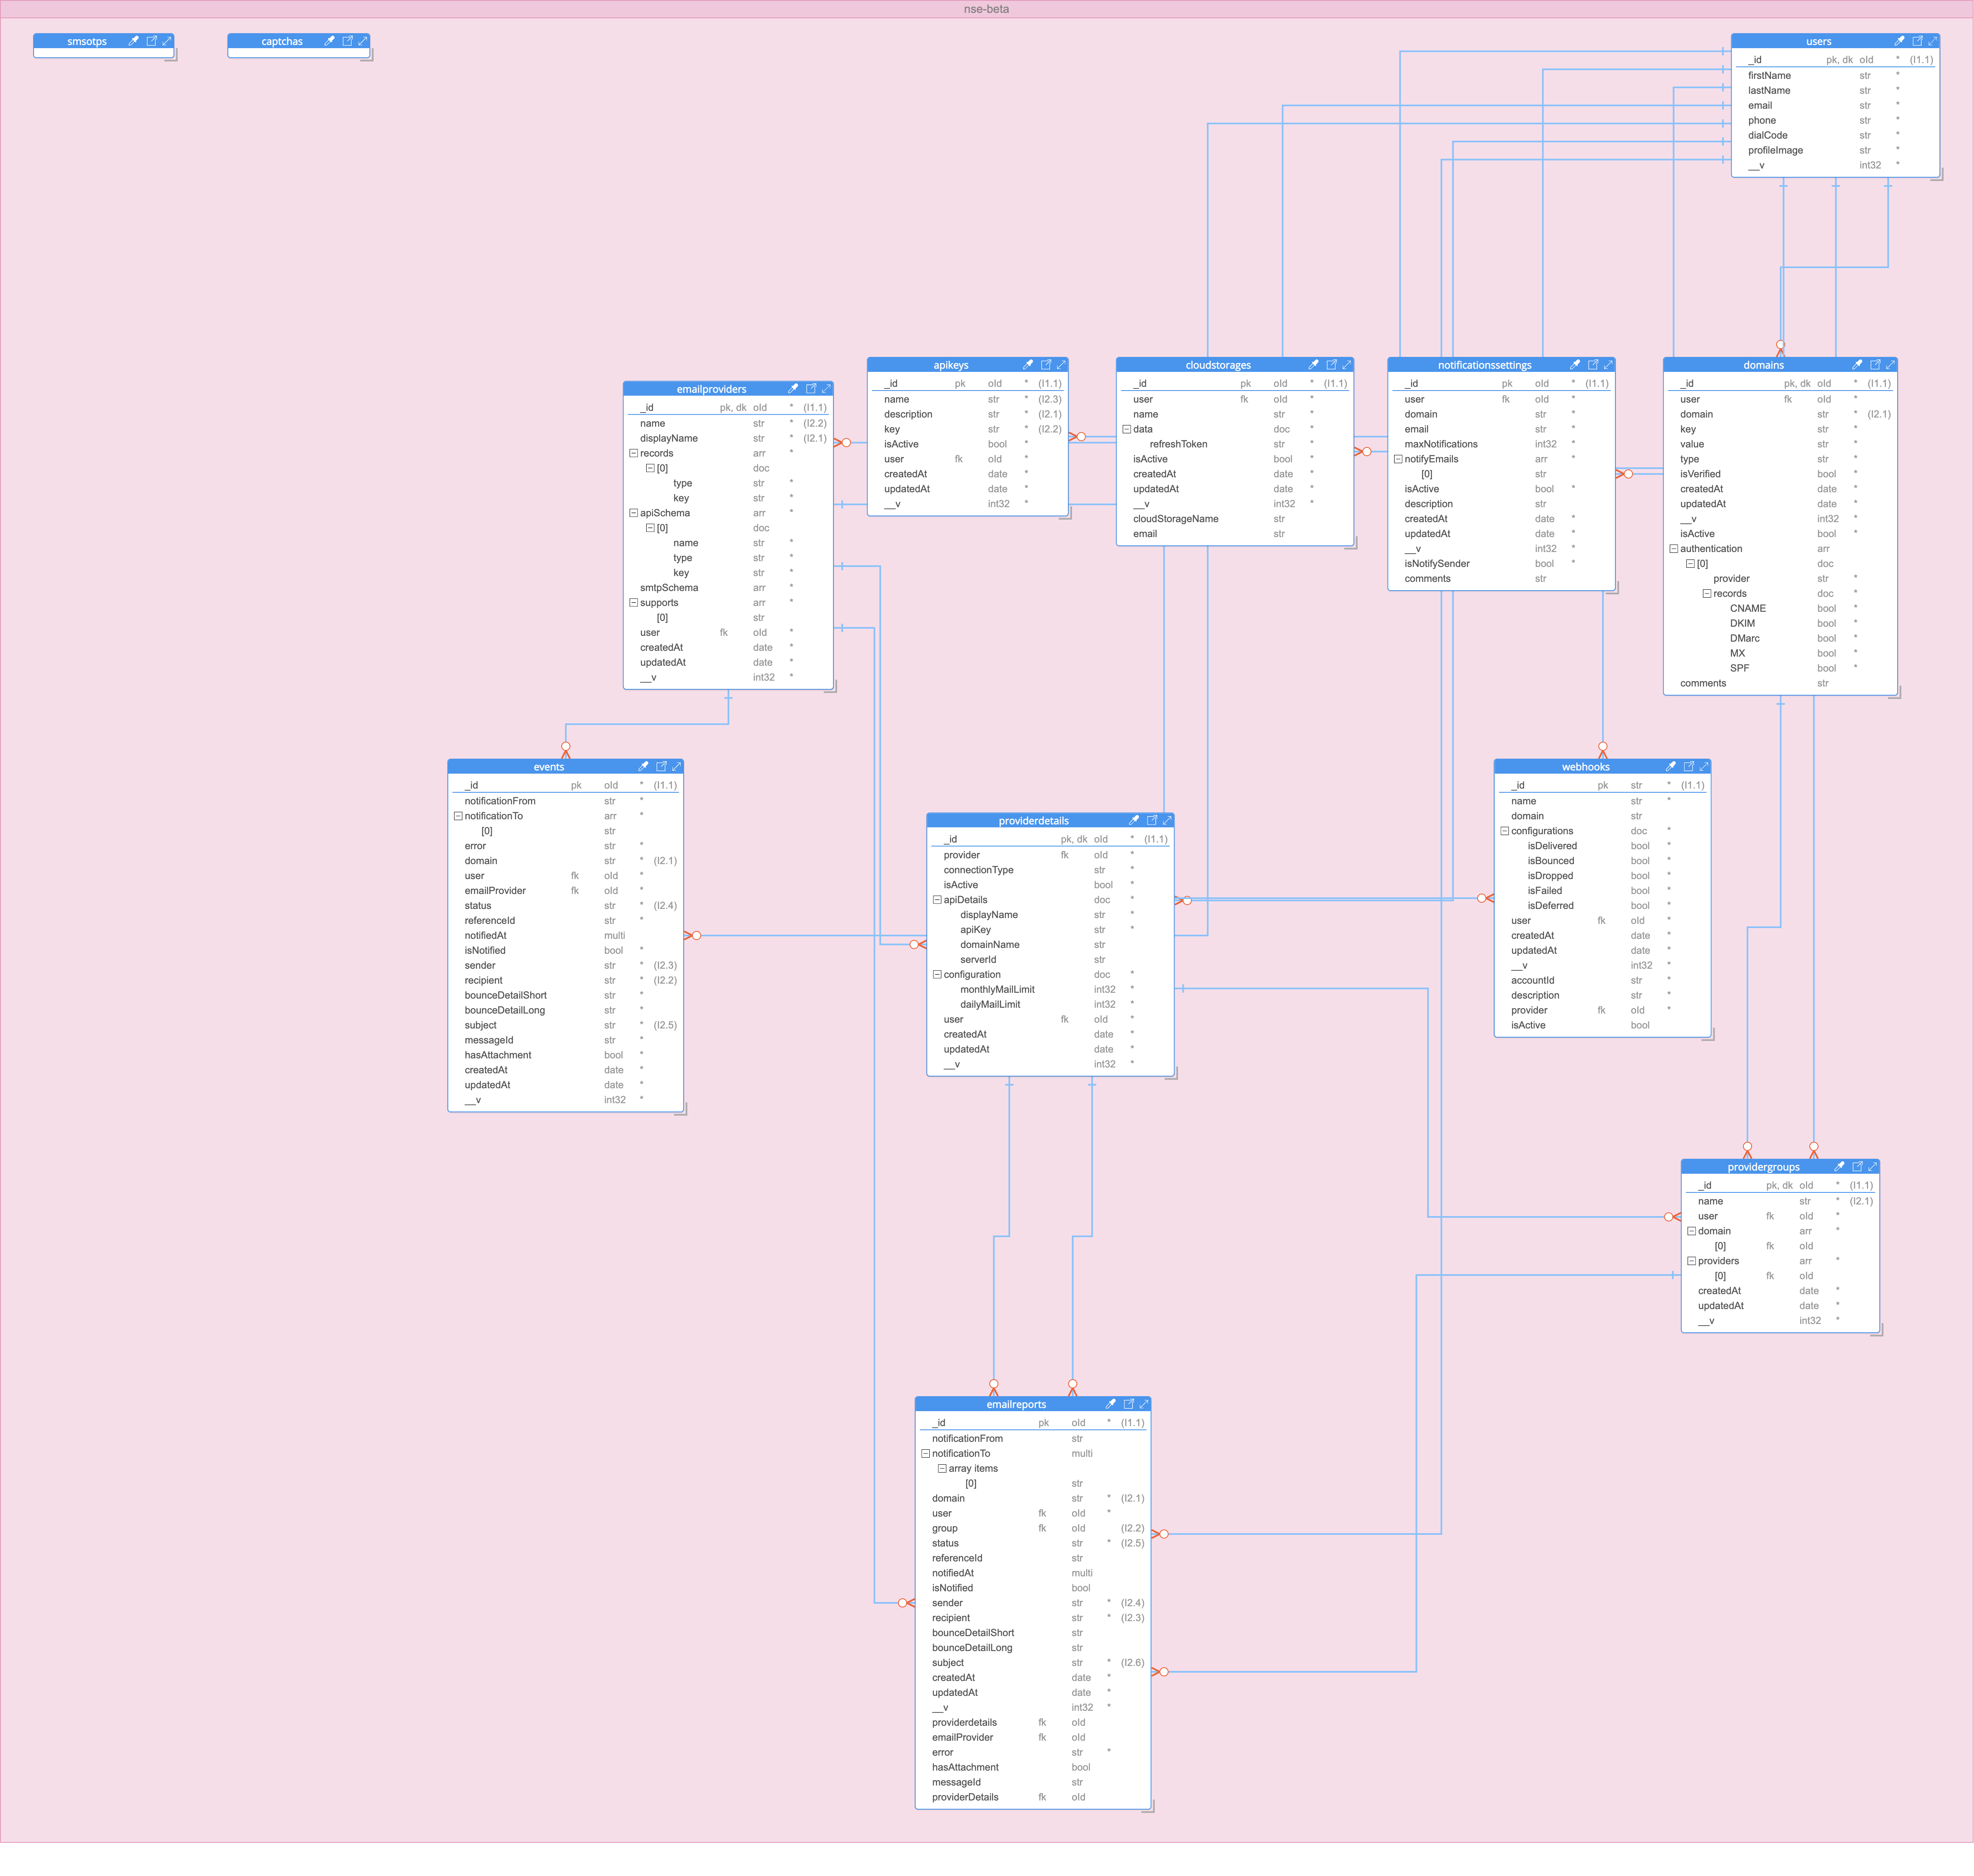 nse-beta
smsotps
captchas
users
_id pk, dk oId * (I1.1)
firstName str *
lastName str *
email str *
phone str *
dialCode str *
profileImage str *
__v int32 *
emailproviders
_id pk, dk oId * (I1.1)
name str * (I2.2)
displayName str * (I2.1)
records arr *
[0] doc
type str *
key str *
apiSchema arr *
[0] doc
name str *
type str *
key str *
smtpSchema arr *
supports arr *
[0] str
user fk oId *
createdAt date *
updatedAt date *
__v int32 *
apikeys
_id pk oId * (I1.1)
name str * (I2.3)
description str * (I2.1)
key str * (I2.2)
isActive bool *
user fk oId *
createdAt date *
updatedAt date *
__v int32 *
cloudstorages
_id pk oId * (I1.1)
user fk oId *
name str *
data doc *
refreshToken str *
isActive bool *
createdAt date *
updatedAt date *
__v int32 *
cloudStorageName str
email str
notificationssettings
_id pk oId * (I1.1)
user fk oId *
domain str *
email str *
maxNotifications int32 *
notifyEmails arr *
[0] str
isActive bool *
description str
createdAt date *
updatedAt date *
__v int32 *
isNotifySender bool *
comments str
domains
_id pk, dk oId * (I1.1)
user fk oId *
domain str * (I2.1)
key str *
value str *
type str *
isVerified bool *
createdAt date *
updatedAt date *
__v int32 *
isActive bool *
authentication arr
[0] doc
provider str *
records doc *
CNAME bool *
DKIM bool *
DMarc bool *
MX bool *
SPF bool *
comments str
events
_id pk oId * (I1.1)
notificationFrom str *
notificationTo arr *
[0] str
error str *
domain str * (I2.1)
user fk oId *
emailProvider fk oId *
status str * (I2.4)
referenceId str *
notifiedAt multi
isNotified bool *
sender str * (I2.3)
recipient str * (I2.2)
bounceDetailShort str *
bounceDetailLong str *
subject str * (I2.5)
messageId str *
hasAttachment bool *
createdAt date *
updatedAt date *
__v int32 *
providerdetails
_id pk, dk oId * (I1.1)
provider fk oId *
connectionType str *
isActive bool *
apiDetails doc *
displayName str *
apiKey str *
domainName str
serverId str
configuration doc *
monthlyMailLimit int32 *
dailyMailLimit int32 *
user fk oId *
createdAt date *
updatedAt date *
__v int32 *
webhooks
_id pk str * (I1.1)
name str *
domain str
configurations doc *
isDelivered bool *
isBounced bool *
isDropped bool *
isFailed bool *
isDeferred bool *
user fk oId *
createdAt date *
updatedAt date *
__v int32 *
accountId str *
description str *
provider fk oId *
isActive bool
providergroups
_id pk, dk oId * (I1.1)
name str * (I2.1)
user fk oId *
domain arr *
[0] fk oId
providers arr *
[0] fk oId
createdAt date *
updatedAt date *
__v int32 *
emailreports
_id pk oId * (I1.1)
notificationFrom str
notificationTo multi
array items
[0] str
domain str * (I2.1)
user fk oId *
group fk oId (I2.2)
status str * (I2.5)
referenceId str
notifiedAt multi
isNotified bool
sender str * (I2.4)
recipient str * (I2.3)
bounceDetailShort str
bounceDetailLong str
subject str * (I2.6)
createdAt date *
updatedAt date *
__v int32 *
providerdetails fk oId
emailProvider fk oId
error str *
hasAttachment bool
messageId str
providerDetails fk oId